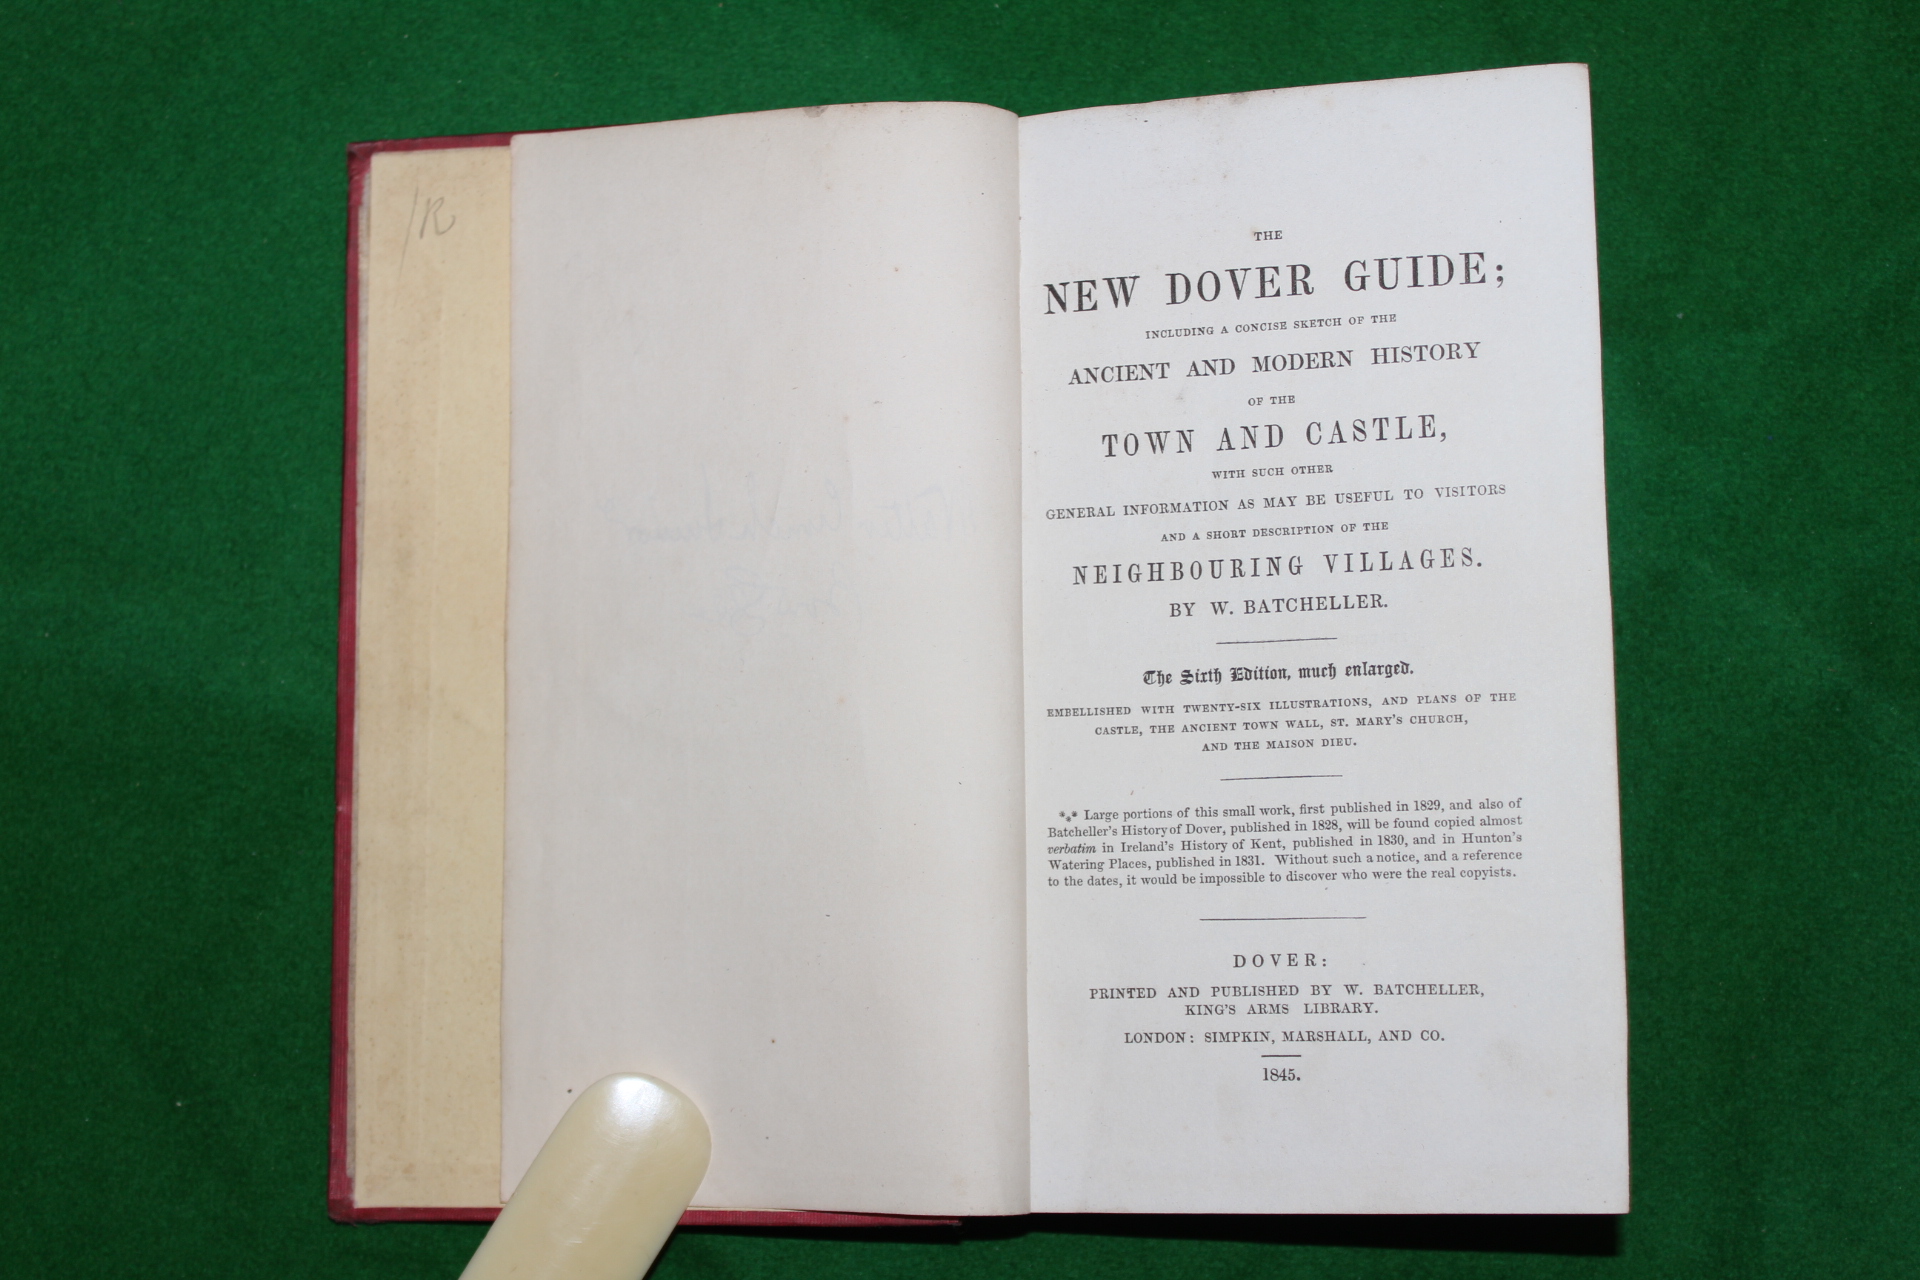 R
THE
NEW DOVER GUIDE;
INCLUDING A CONCISE SKETCH OF THE
ANCIENT AND MODERN HISTORY
OF THE
TOWN AND CASTLE,
WITH SUCH OTHER
GENERAL INFORMATION AS MAY BE USEFUL TO VISITORS
AND A SHORT DESCRIPTION OF THE
NEIGHBOURING VILLAGES.
BY W. BATCHELLER.
The Sixth Edition, much enlarged.
EMBELLISHED WITH TWENTY-SIX ILLUSTRATIONS, AND PLANS OF THE
CASTLE, THE ANCIENT TOWN WALL, ST. MARY'S CHURCH,
AND THE MAISON DIEU.
*** Large portions of this small work, first published in 1829, and also of
Batcheller's History of Dover, published in 1828, will be found copied almost
verbatim in Ireland's History of Kent, published in 1830, and in Hunton's
Watering Places, published in 1831. Without such a notice, and a reference
to the dates, it would be impossible to discover who were the real copyists.
DOVER:
PRINTED AND PUBLISHED BY W. BATCHELLER,
KING'S ARMS LIBRARY.
LONDON: SIMPKIN, MARSHALL, AND CO.
1845.